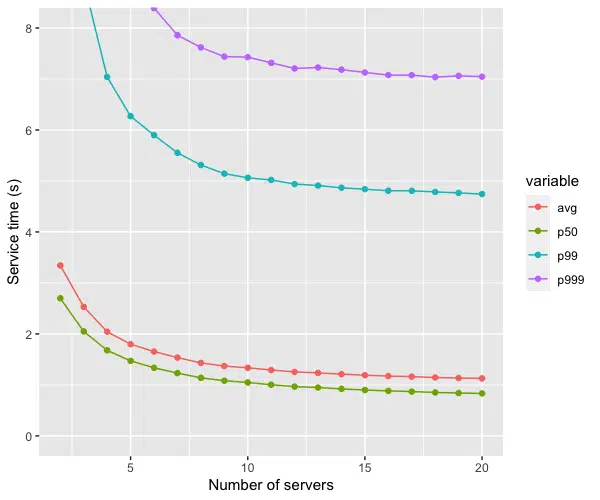 8
6
4
2
0
Service time (s)
5
10
15
20
Number of servers
variable
avg
p50
p99
p999